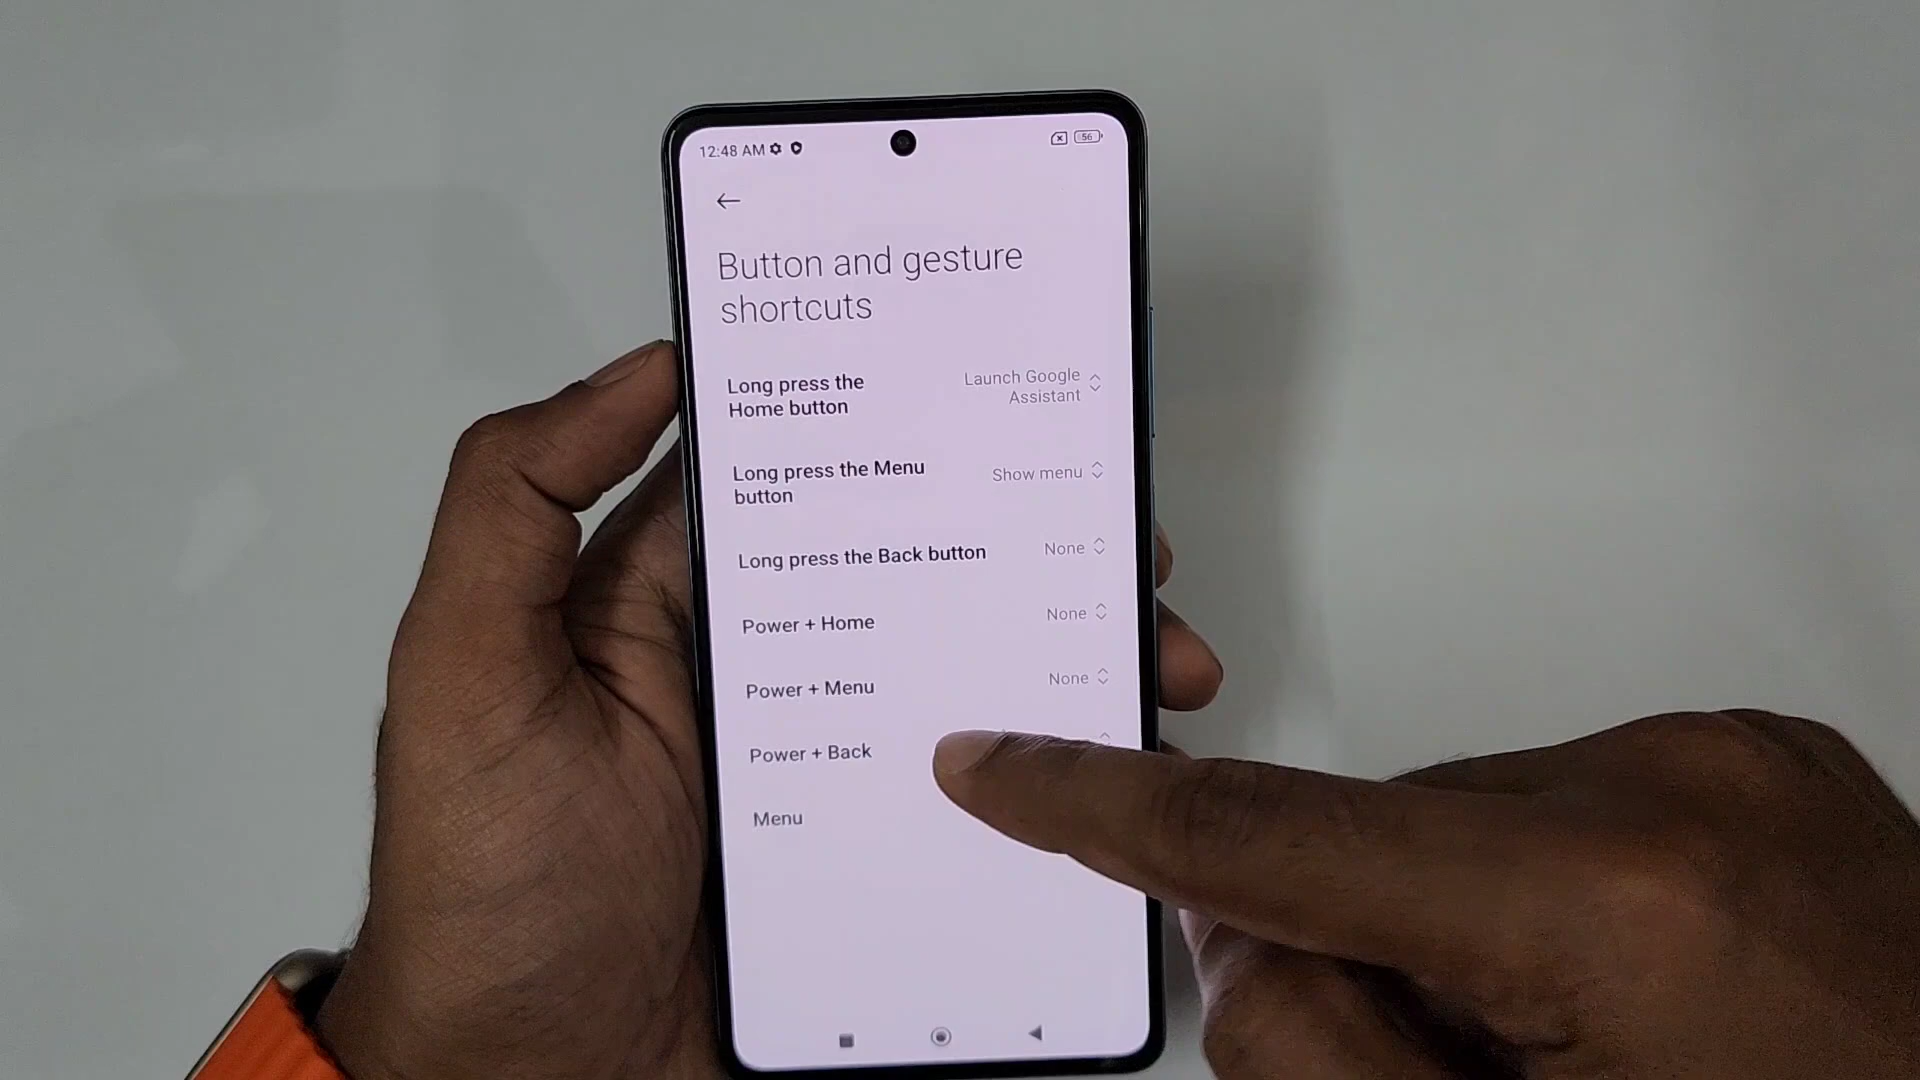 12:48 AM
56
Button and gesture
shortcuts
Long press the
Home button
Launch Google
Assistant
Long press the Menu
button
Show menu
Long press the Back button
None
Power + Home
None
Power + Menu
None
Power + Back
Menu